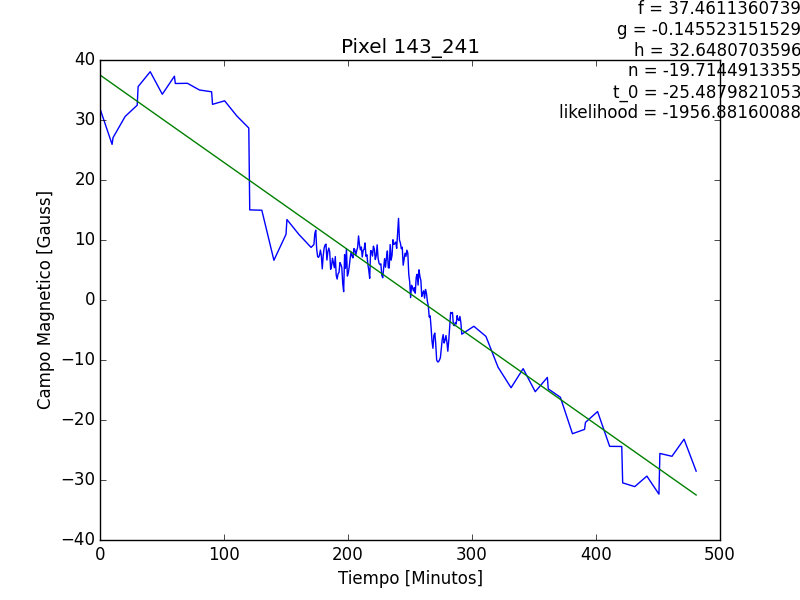 f = 37.4611360739
g = -0.145523151529
Pixel 143_241
h = 32.6480703596
n = -19.7144913355
t_0 = -25.4879821053
likelihood = -1956.88160088
40
30
20
10
0
−10
−20
−30
−40
Campo Magnetico [Gauss]
0 100 200 300 400 500
Tiempo [Minutos]